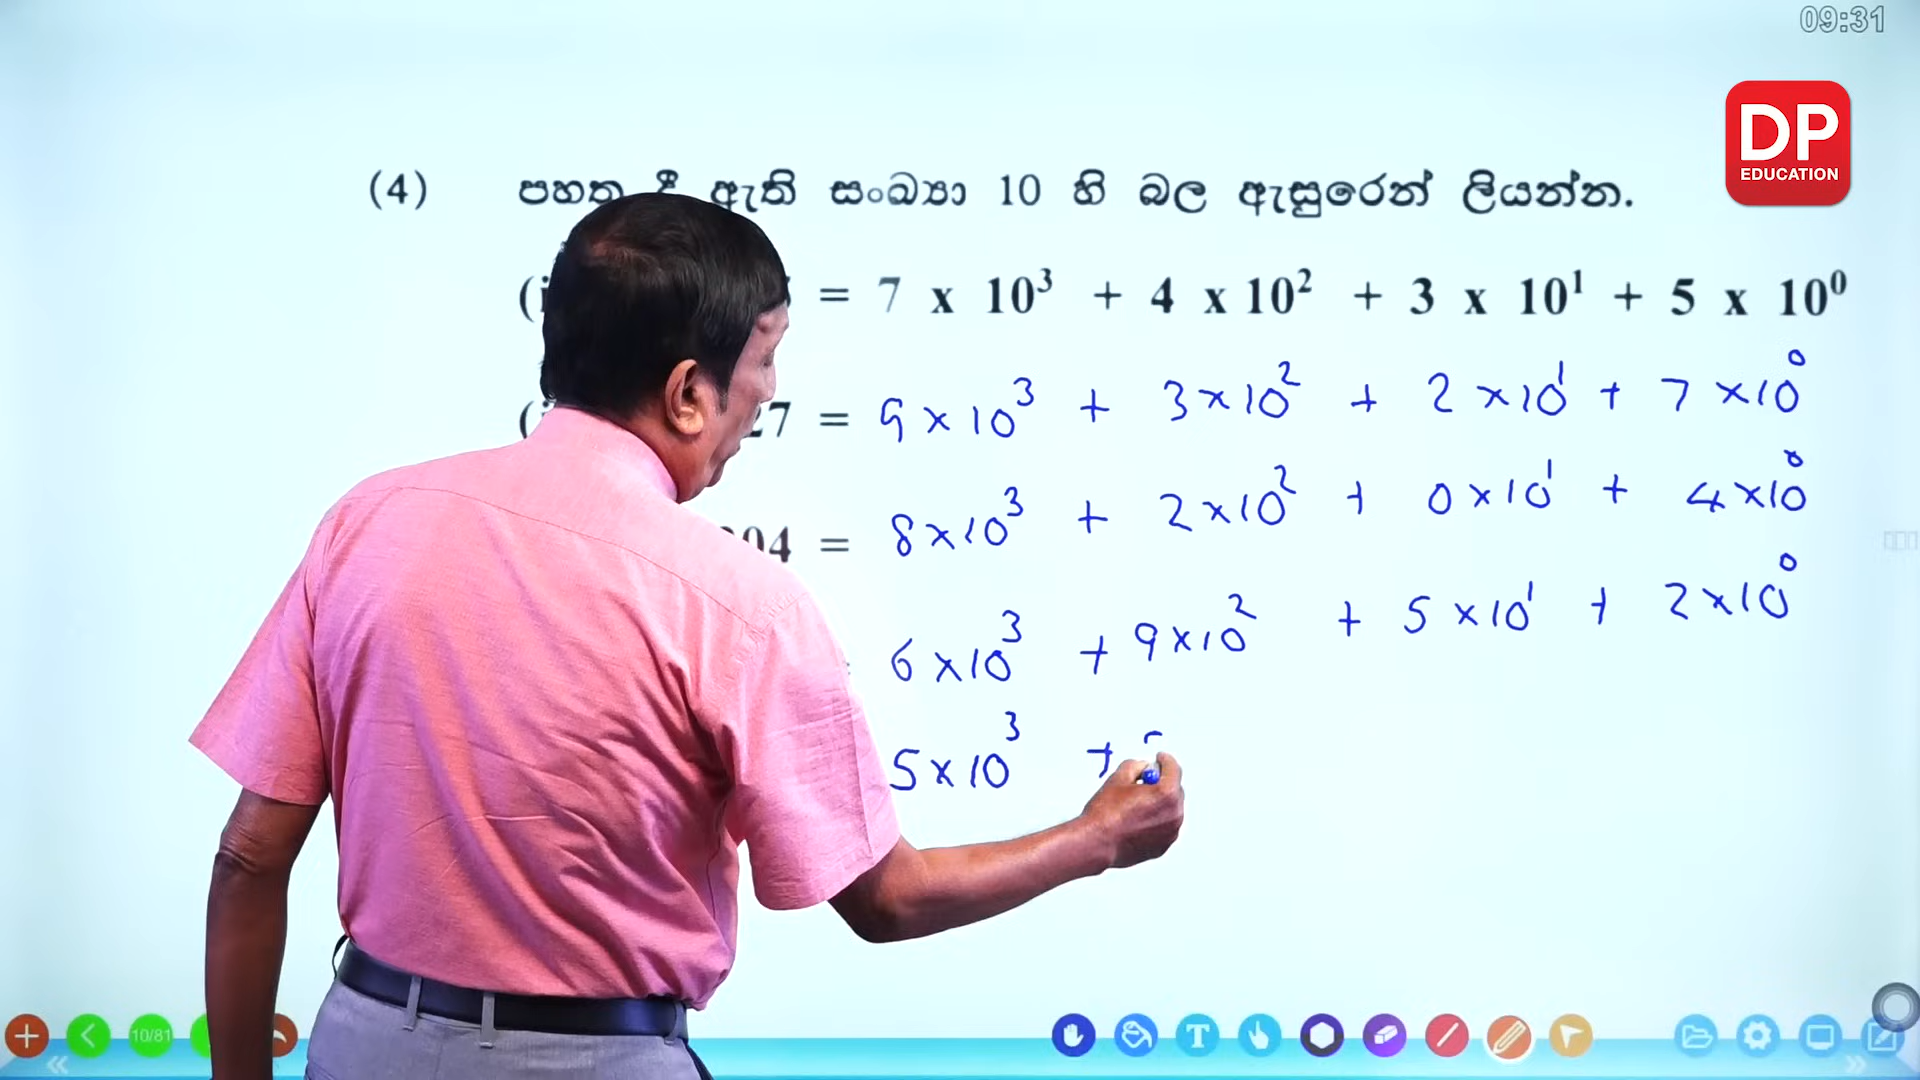 09:31
DP
EDUCATION
(4) ඇති සංඛ්‍යා 10 හි බල ඇසුරෙන් ලියන්න.
= 7 x 10³ + 4 x 10² + 3 x 10¹ + 5 x 10⁰
27 = 9 × 10³ + 3 × 10² + 2 × 10¹ + 7 × 10⁰
04 = 8 × 10³ + 2 × 10² + 0 × 10¹ + 4 × 10⁰
6 × 10³ + 9 × 10² + 5 × 10¹ + 2 × 10⁰
5 × 10³ +
10/81